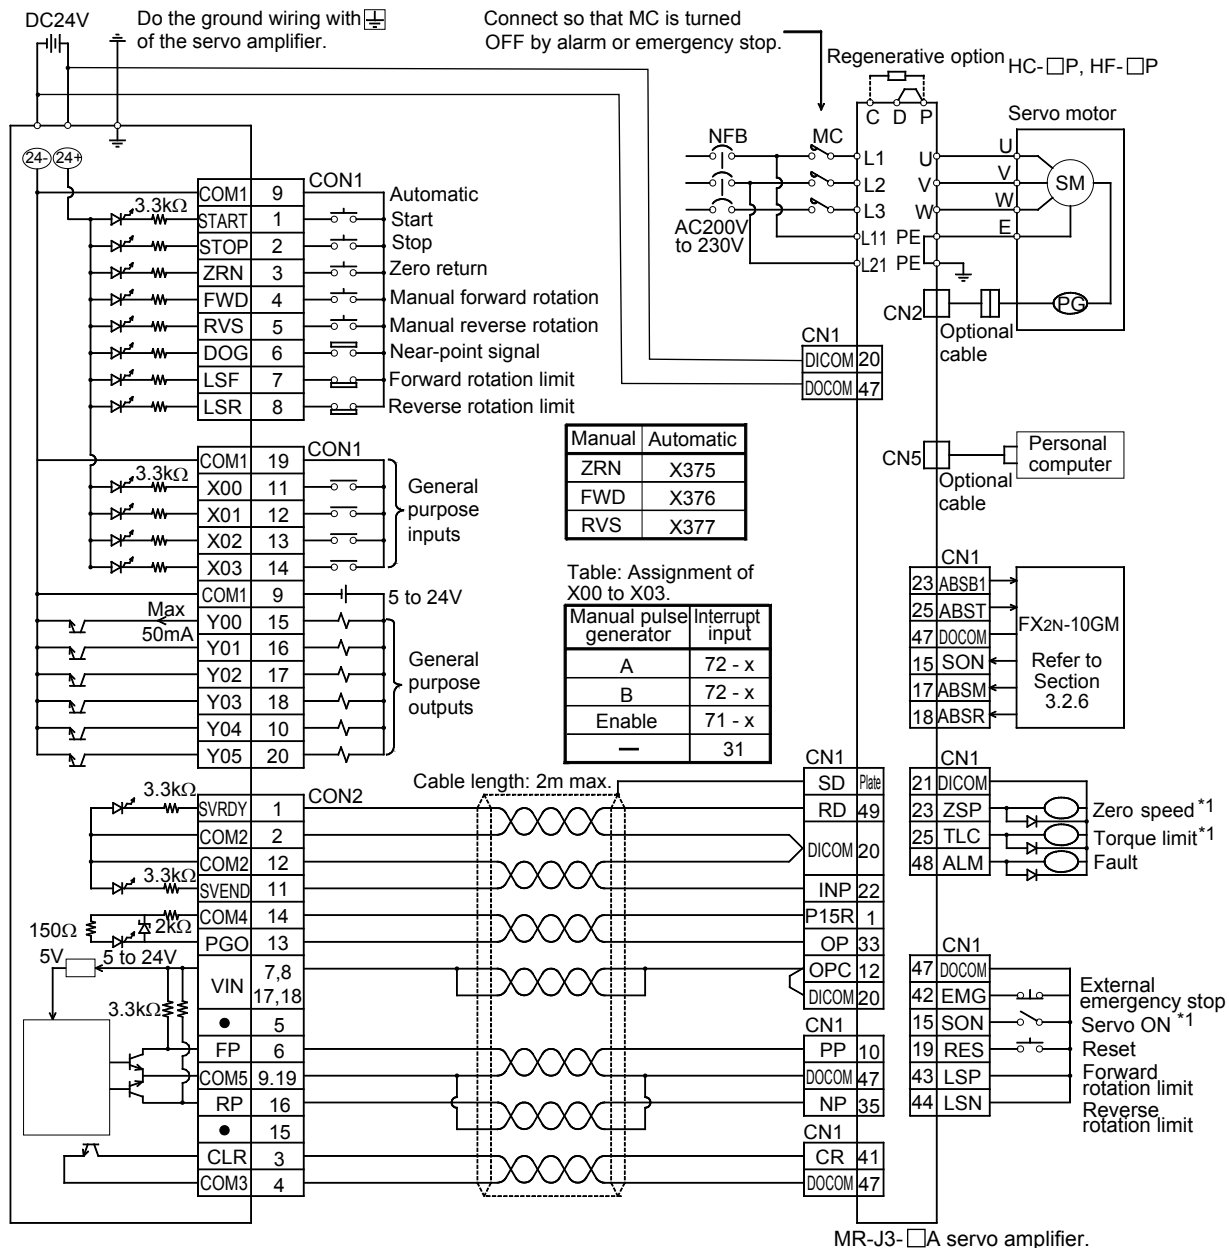 DC24V
Do the ground wiring with
of the servo amplifier.
Connect so that MC is turned
OFF by alarm or emergency stop.
Regenerative option
HC-□P, HF-□P
C D P
Servo motor
NFB
MC
L1
L2
L3
L11
L21
AC200V
to 230V
U
V
W
PE
PE
U
V
W
E
SM
PG
CN2
Optional
cable
24-
24+
CON1
COM1 9 Automatic
3.3kΩ
START 1 Start
STOP 2 Stop
ZRN 3 Zero return
FWD 4 Manual forward rotation
RVS 5 Manual reverse rotation
DOG 6 Near-point signal
LSF 7 Forward rotation limit
LSR 8 Reverse rotation limit
CN1
DICOM 20
DOCOM 47
CON1
COM1 19
3.3kΩ
X00 11
X01 12
X02 13
X03 14
General
purpose
inputs
COM1 9 5 to 24V
Max
50mA
Y00 15
Y01 16
Y02 17
Y03 18
Y04 10
Y05 20
General
purpose
outputs
Manual Automatic
ZRN X375
FWD X376
RVS X377
Table: Assignment of
X00 to X03.
Manual pulse
generator
Interrupt
input
A 72 - x
B 72 - x
Enable 71 - x
— 31
CN5
Optional
cable
Personal
computer
CN1
23 ABSB1
25 ABST
47 DOCOM
15 SON
17 ABSM
18 ABSR
FX2N-10GM
Refer to
Section
3.2.6
Cable length: 2m max.
CON2
3.3kΩ
SVRDY 1
COM2 2
COM2 12
3.3kΩ
SVEND 11
COM4 14
150Ω
2kΩ
PGO 13
5V
5 to 24V
VIN 7,8
17,18
3.3kΩ
● 5
FP 6
COM5 9.19
RP 16
● 15
CLR 3
COM3 4
CN1
SD Plate
RD 49
DICOM 20
INP 22
P15R 1
OP 33
OPC 12
DICOM 20
CN1
PP 10
DOCOM 47
NP 35
CN1
CR 41
DOCOM 47
CN1
21 DICOM
23 ZSP Zero speed*1
25 TLC Torque limit*1
48 ALM Fault
CN1
47 DOCOM
42 EMG External
emergency stop
15 SON Servo ON *1
19 RES Reset
43 LSP Forward
rotation limit
44 LSN Reverse
rotation limit
MR-J3-□A servo amplifier.